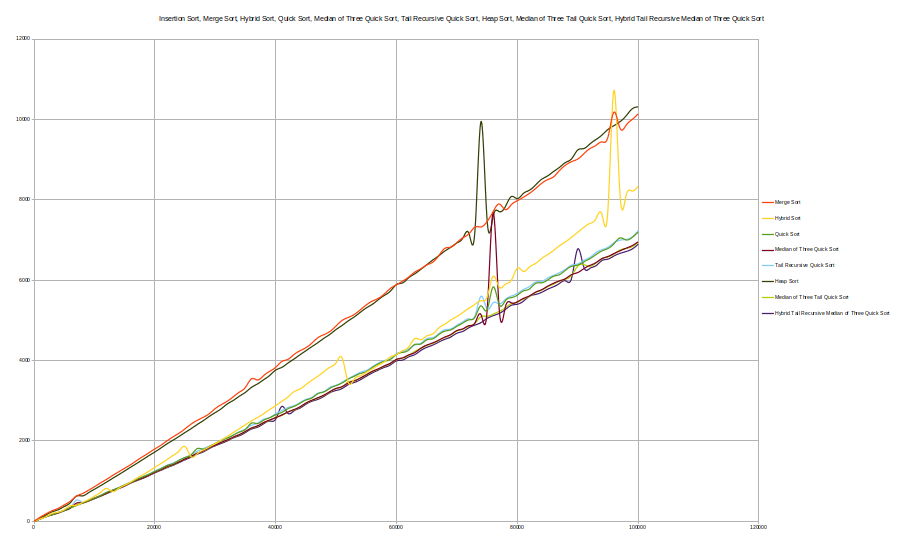 Insertion Sort, Merge Sort, Hybrid Sort, Quick Sort, Median of Three Quick Sort, Tail Recursive Quick Sort, Heap Sort, Median of Three Tail Quick Sort, Hybrid Tail Recursive Median of Three Quick Sort
12000
10000
8000
6000
4000
2000
0
0 20000 40000 60000 80000 100000 120000
Merge Sort
Hybrid Sort
Quick Sort
Median of Three Quick Sort
Tail Recursive Quick Sort
Heap Sort
Median of Three Tail Quick Sort
Hybrid Tail Recursive Median of Three Quick Sort